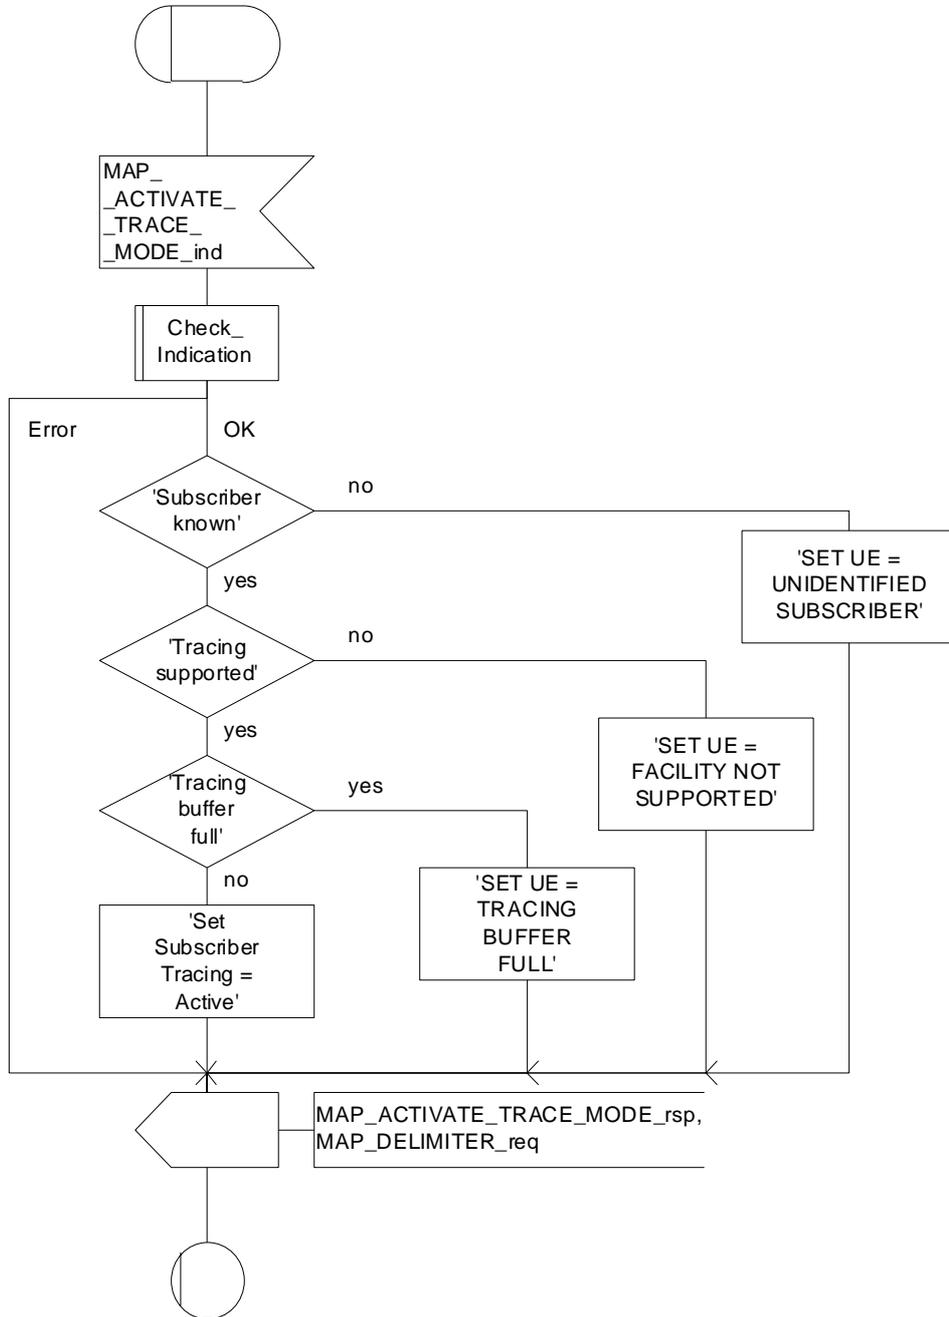 MAP_
_ACTIVATE_
_TRACE_
_MODE_ind
Check_
Indication
Error
OK
'Subscriber
known'
no
'SET UE =
UNIDENTIFIED
SUBSCRIBER'
yes
'Tracing
supported'
no
'SET UE =
FACILITY NOT
SUPPORTED'
yes
'Tracing
buffer
full'
yes
'SET UE =
TRACING
BUFFER
FULL'
no
'Set
Subscriber
Tracing =
Active'
MAP_ACTIVATE_TRACE_MODE_rsp,
MAP_DELIMITER_req